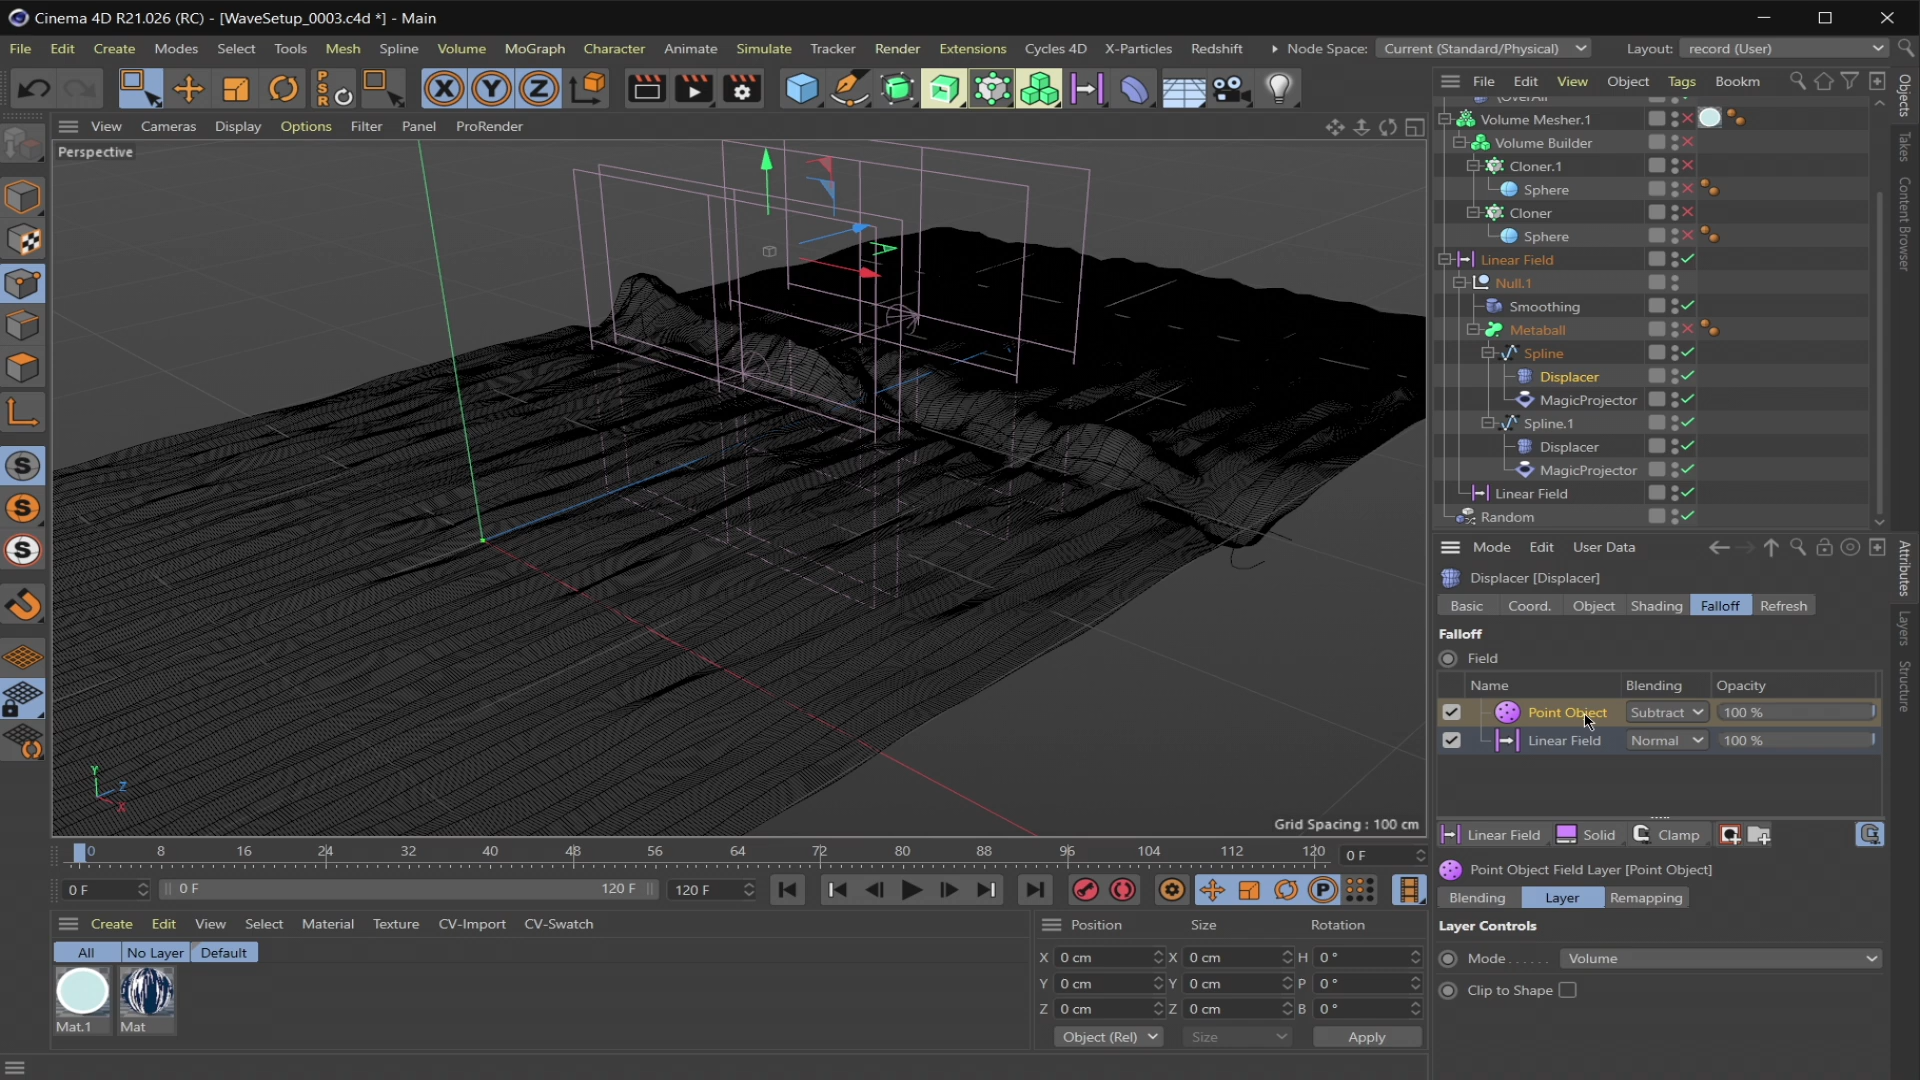 Cinema 4D R21.026 (RC) - [WaveSetup_0003.c4d *] - Main
File Edit Create Modes Select Tools Mesh Spline Volume MoGraph Character Animate Simulate Tracker Render Extensions Cycles 4D X-Particles Redshift Node Space: Current (Standard/Physical) Layout: record (User)
PSR
X Y Z
File Edit View Object Tags Bookm
View Cameras Display Options Filter Panel ProRender
Perspective
Volume Mesher.1
Volume Builder
Cloner.1
Sphere
Cloner
Sphere
Linear Field
Null.1
Smoothing
Metaball
Spline
Displacer
MagicProjector
Spline.1
Displacer
MagicProjector
Linear Field
Random
Objects
Takes
Content Browser
Attributes
Layers
Structure
Mode Edit User Data
Displacer [Displacer]
Basic Coord. Object Shading Falloff Refresh
Falloff
Field
Name Blending Opacity
Point Object Subtract 100 %
Linear Field Normal 100 %
Linear Field Solid Clamp
Point Object Field Layer [Point Object]
Blending Layer Remapping
Layer Controls
Mode...... Volume
Clip to Shape
S
S
S
Y
Z
X
Grid Spacing : 100 cm
0 8 16 24 32 40 48 56 64 72 80 88 96 104 112 120 0 F
0 F 0 F 120 F 120 F
P
Create Edit View Select Material Texture CV-Import CV-Swatch
All No Layer Default
Mat.1 Mat
Position Size Rotation
X 0 cm X 0 cm H 0 °
Y 0 cm Y 0 cm P 0 °
Z 0 cm Z 0 cm B 0 °
Object (Rel) Size Apply